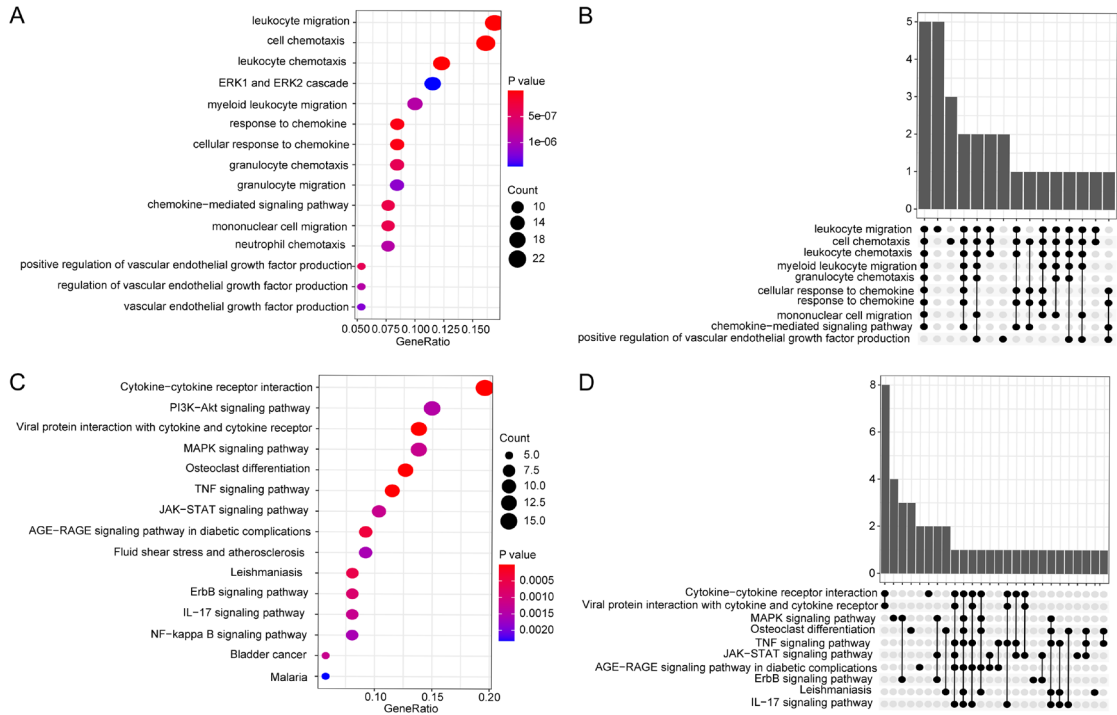 A
leukocyte migration
cell chemotaxis
leukocyte chemotaxis
ERK1 and ERK2 cascade
myeloid leukocyte migration
response to chemokine
cellular response to chemokine
granulocyte chemotaxis
granulocyte migration
chemokine−mediated signaling pathway
mononuclear cell migration
neutrophil chemotaxis
positive regulation of vascular endothelial growth factor production
regulation of vascular endothelial growth factor production
vascular endothelial growth factor production
0.050 0.075 0.100 0.125 0.150
GeneRatio
P value
5e−07
1e−06
Count
10
14
18
22
B
5
4
3
2
1
0
leukocyte migration
cell chemotaxis
leukocyte chemotaxis
myeloid leukocyte migration
granulocyte chemotaxis
cellular response to chemokine
response to chemokine
mononuclear cell migration
chemokine−mediated signaling pathway
positive regulation of vascular endothelial growth factor production
C
Cytokine−cytokine receptor interaction
PI3K−Akt signaling pathway
Viral protein interaction with cytokine and cytokine receptor
MAPK signaling pathway
Osteoclast differentiation
TNF signaling pathway
JAK−STAT signaling pathway
AGE−RAGE signaling pathway in diabetic complications
Fluid shear stress and atherosclerosis
Leishmaniasis
ErbB signaling pathway
IL−17 signaling pathway
NF−kappa B signaling pathway
Bladder cancer
Malaria
0.10 0.15 0.20
GeneRatio
Count
5.0
7.5
10.0
12.5
15.0
P value
0.0005
0.0010
0.0015
0.0020
D
8
6
4
2
0
Cytokine−cytokine receptor interaction
Viral protein interaction with cytokine and cytokine receptor
MAPK signaling pathway
Osteoclast differentiation
TNF signaling pathway
JAK−STAT signaling pathway
AGE−RAGE signaling pathway in diabetic complications
ErbB signaling pathway
Leishmaniasis
IL−17 signaling pathway